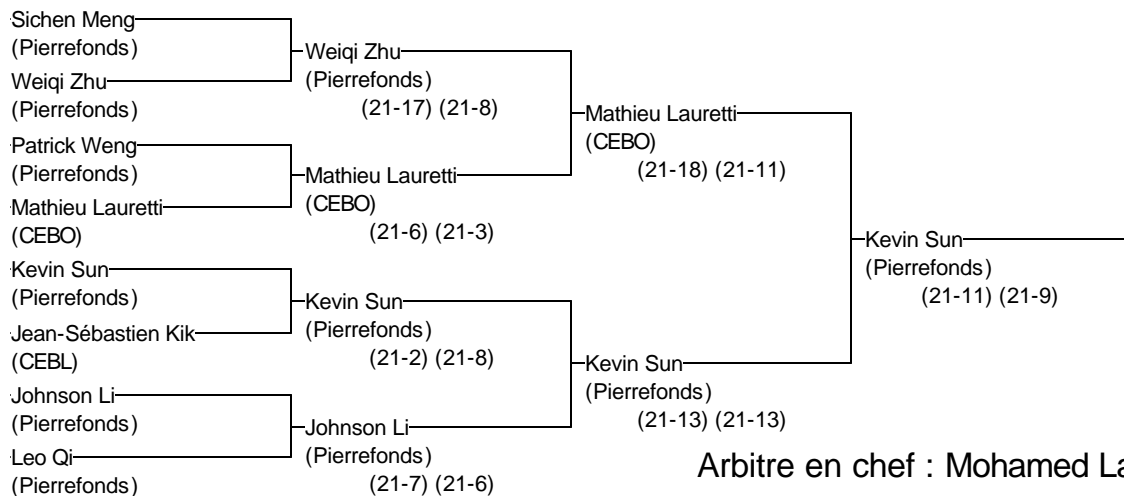 Sichen Meng
(Pierrefonds)
Weiqi Zhu
(Pierrefonds)
Patrick Weng
(Pierrefonds)
Mathieu Lauretti
(CEBO)
Kevin Sun
(Pierrefonds)
Jean-Sébastien Kik
(CEBL)
Johnson Li
(Pierrefonds)
Leo Qi
(Pierrefonds)
Weiqi Zhu
(Pierrefonds)
(21-17) (21-8)
Mathieu Lauretti
(CEBO)
(21-6) (21-3)
Kevin Sun
(Pierrefonds)
(21-2) (21-8)
Johnson Li
(Pierrefonds)
(21-7) (21-6)
Mathieu Lauretti
(CEBO)
(21-18) (21-11)
Kevin Sun
(Pierrefonds)
(21-13) (21-13)
Kevin Sun
(Pierrefonds)
(21-11) (21-9)
Arbitre en chef : Mohamed